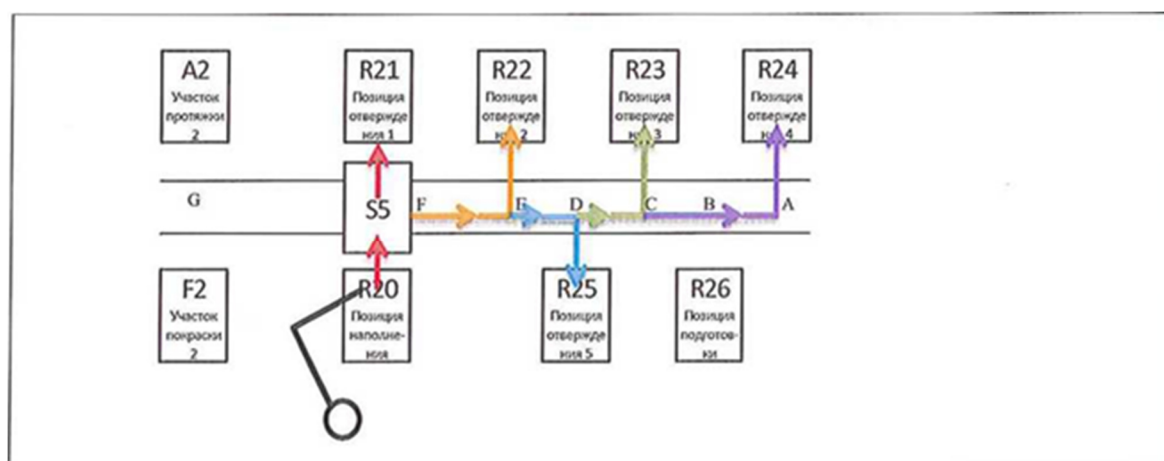 A2
Участок
протяжки
2
R21
Позиция
отвержде
ния 1
R22
Позиция
отвержде
ния 2
R23
Позиция
отвержде
ния 3
R24
Позиция
отвержде
ния 4
G
S5
F
E
D
C
B
A
F2
Участок
покраски
2
R20
Позиция
наполне-
ния
R25
Позиция
отвержде
ния 5
R26
Позиция
подготов-
ки